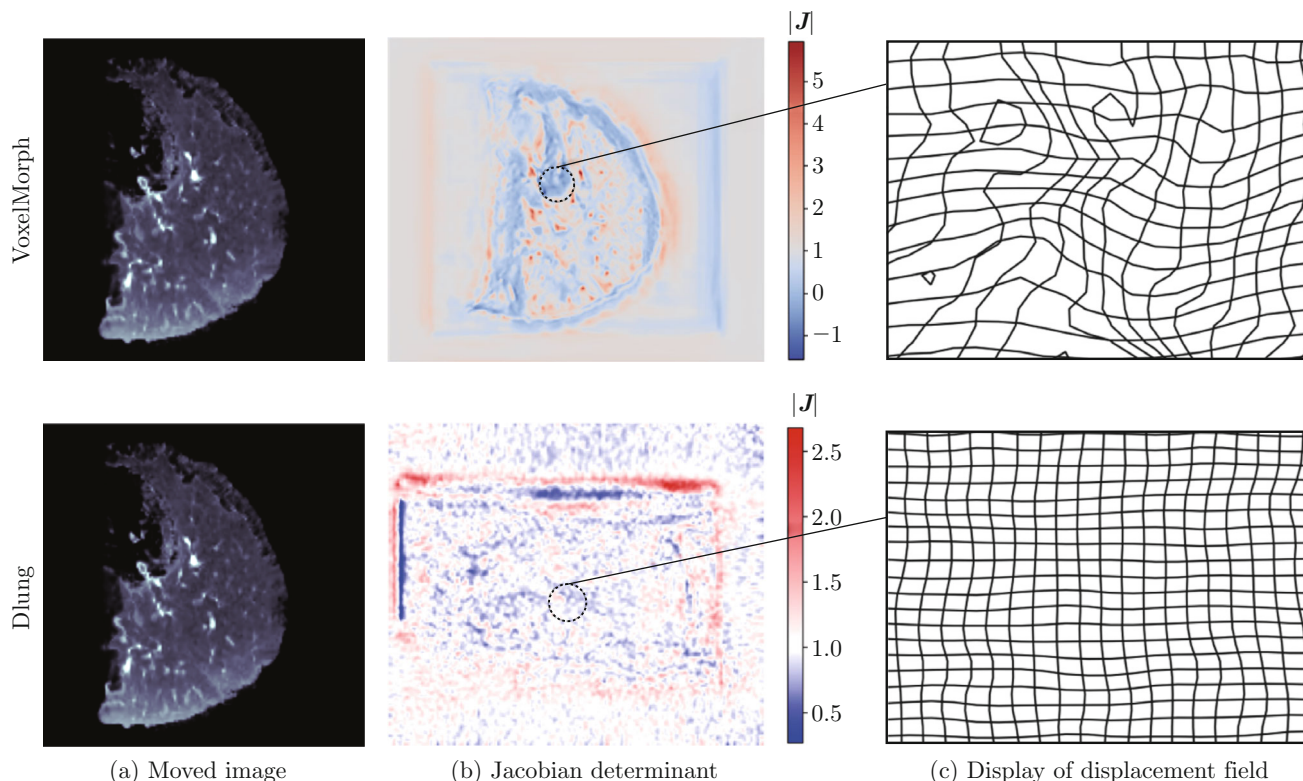 |J|
VoxelMorph
5
4
3
2
1
0
−1
|J|
Dlung
2.5
2.0
1.5
1.0
0.5
(a) Moved image
(b) Jacobian determinant
(c) Display of displacement field